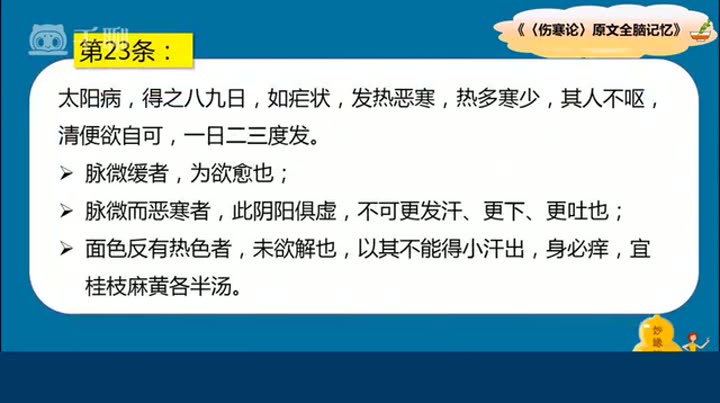 千聊
《〈伤寒论〉原文全脑记忆》
第23条：
太阳病，得之八九日，如疟状，发热恶寒，热多寒少，其人不呕，
清便欲自可，一日二三度发。
➢ 脉微缓者，为欲愈也；
➢ 脉微而恶寒者，此阴阳俱虚，不可更发汗、更下、更吐也；
➢ 面色反有热色者，未欲解也，以其不能得小汗出，身必痒，宜
桂枝麻黄各半汤。
妙